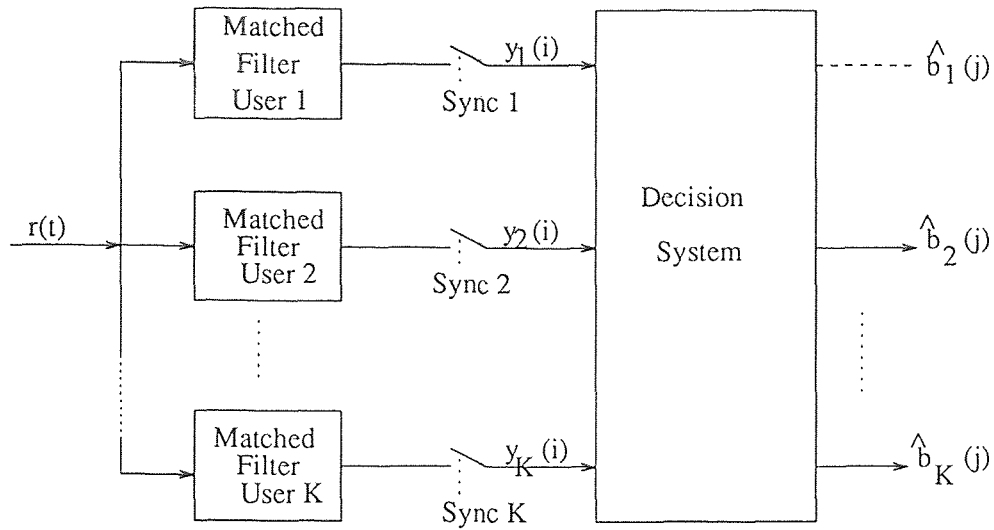 Matched
Filter
User 1
y1(i)
Sync 1
b̂1(j)
r(t)
Matched
Filter
User 2
y2(i)
Sync 2
Decision
System
b̂2(j)
Matched
Filter
User K
yK(i)
Sync K
b̂K(j)